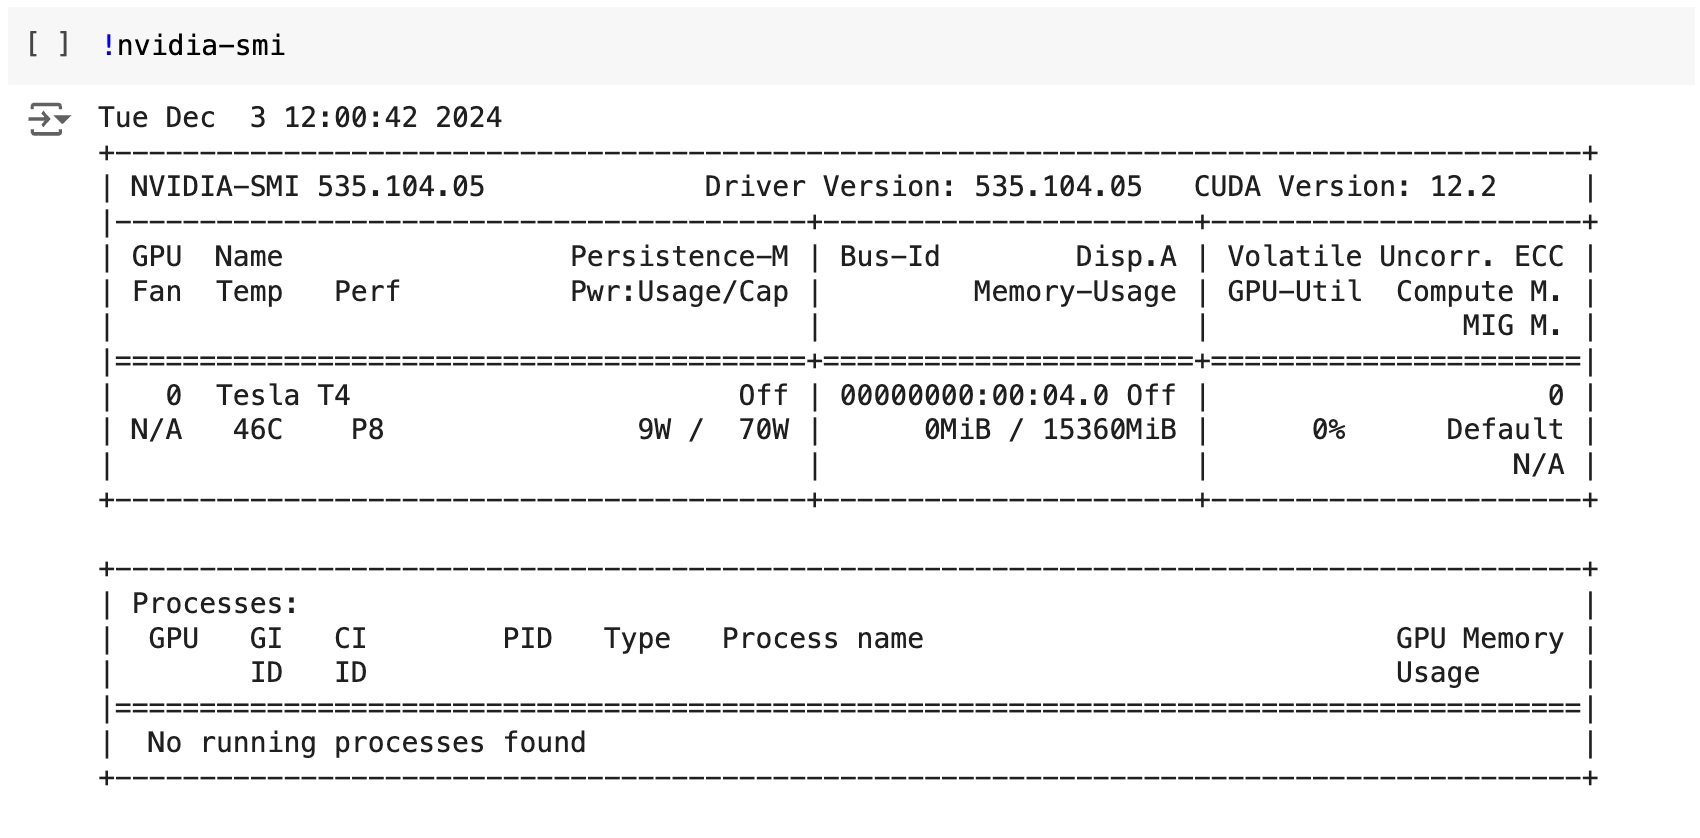 [ ] !nvidia-smi
Tue Dec  3 12:00:42 2024
+---------------------------------------------------------------------------------------+
| NVIDIA-SMI 535.104.05             Driver Version: 535.104.05   CUDA Version: 12.2     |
|-----------------------------------------+----------------------+----------------------+
| GPU  Name                 Persistence-M | Bus-Id        Disp.A | Volatile Uncorr. ECC |
| Fan  Temp   Perf          Pwr:Usage/Cap |         Memory-Usage | GPU-Util  Compute M. |
|                                         |                      |               MIG M. |
|=========================================+======================+======================|
|   0  Tesla T4                       Off | 00000000:00:04.0 Off |                    0 |
| N/A   46C    P8               9W /  70W |      0MiB / 15360MiB |      0%      Default |
|                                         |                      |                  N/A |
+-----------------------------------------+----------------------+----------------------+
+---------------------------------------------------------------------------------------+
| Processes:                                                                            |
|  GPU   GI   CI        PID   Type   Process name                            GPU Memory |
|        ID   ID                                                             Usage      |
|=======================================================================================|
|  No running processes found                                                           |
+---------------------------------------------------------------------------------------+